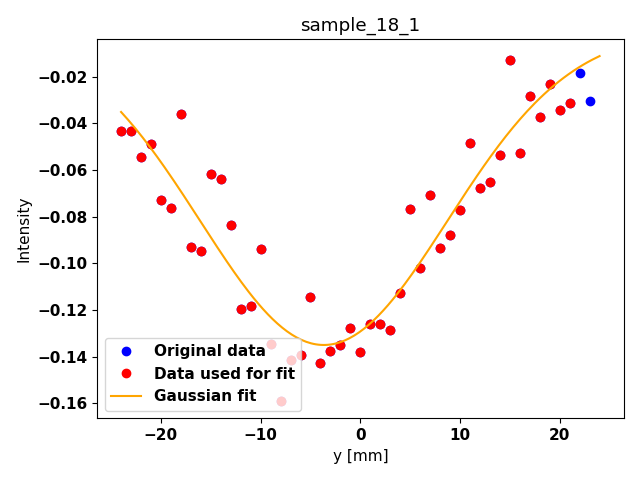 sample_18_1
−0.02
−0.04
−0.06
−0.08
−0.10
−0.12
−0.14
−0.16
Intensity
Original data
Data used for fit
Gaussian fit
−20
−10
0
10
20
y [mm]